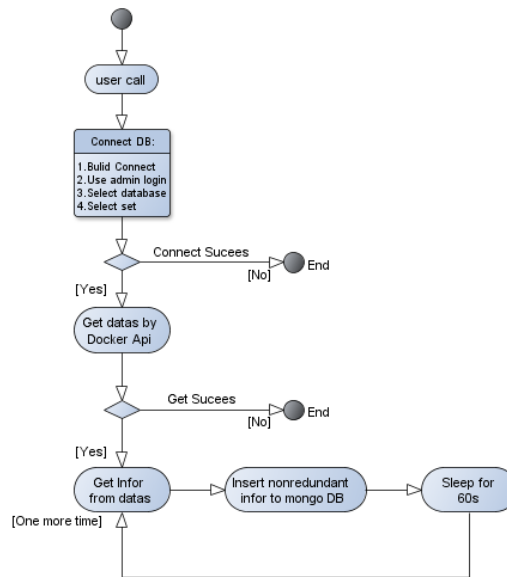 user call
Connect DB:
1.Bulid Connect
2.Use admin login
3.Select database
4.Select set
Connect Sucees
[No]
End
[Yes]
Get datas by
Docker Api
Get Sucees
[No]
End
[Yes]
Get Infor
from datas
Insert nonredundant
infor to mongo DB
Sleep for
60s
[One more time]